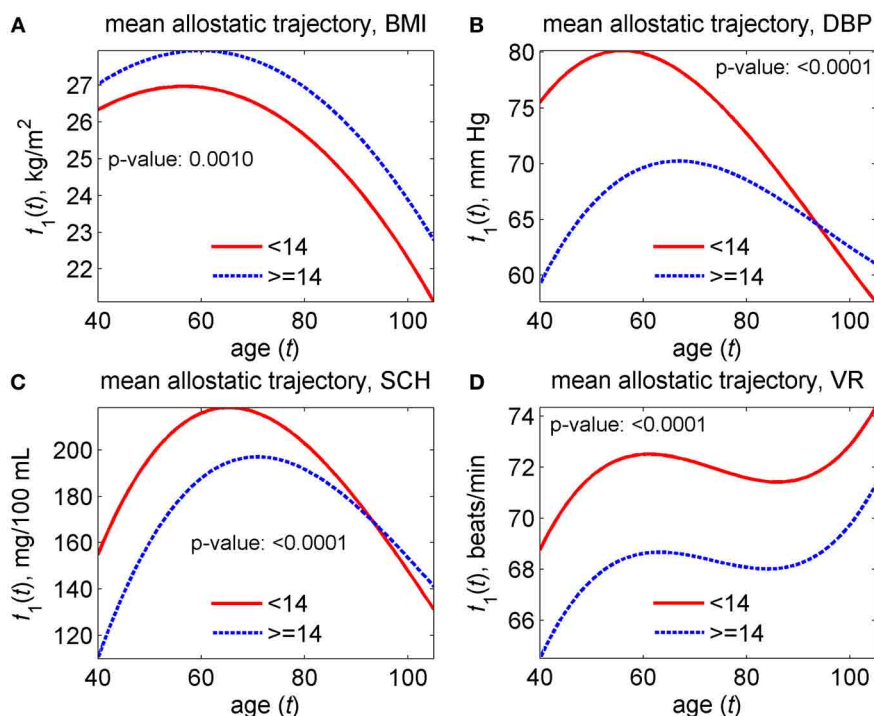 A
mean allostatic trajectory, BMI
f₁(t), kg/m²
27
26
25
24
23
22
p-value: 0.0010
<14
>=14
40 60 80 100
age (t)
B
mean allostatic trajectory, DBP
f₁(t), mm Hg
80
75
70
65
60
p-value: <0.0001
<14
>=14
40 60 80 100
age (t)
C
mean allostatic trajectory, SCH
f₁(t), mg/100 mL
200
180
160
140
120
p-value: <0.0001
<14
>=14
40 60 80 100
age (t)
D
mean allostatic trajectory, VR
f₁(t), beats/min
74
72
70
68
66
p-value: <0.0001
<14
>=14
40 60 80 100
age (t)